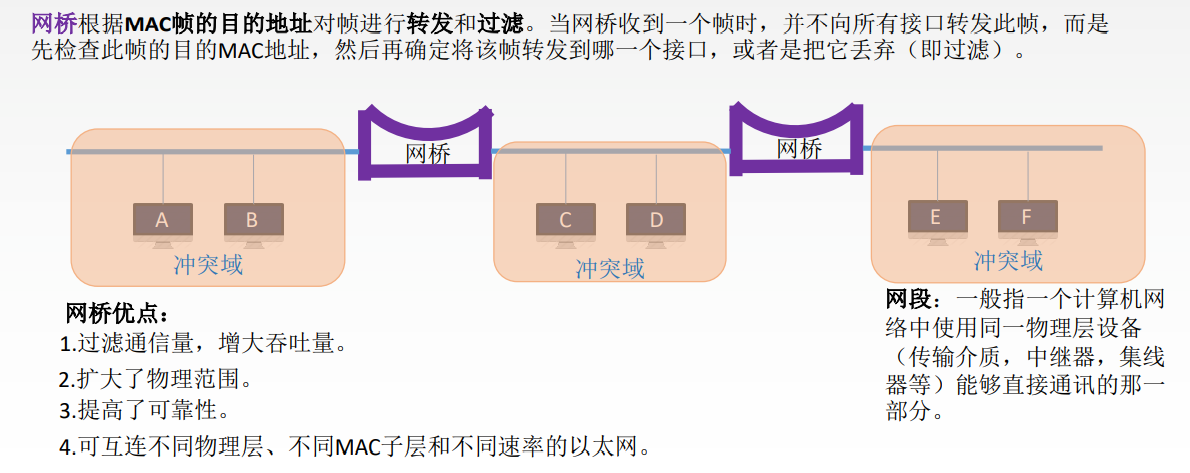 网桥根据MAC帧的目的地址对帧进行转发和过滤。当网桥收到一个帧时，并不向所有接口转发此帧，而是
先检查此帧的目的MAC地址，然后再确定将该帧转发到哪一个接口，或者是把它丢弃（即过滤）。
网桥
网桥
A
B
冲突域
C
D
冲突域
E
F
冲突域
网桥优点：
1.过滤通信量，增大吞吐量。
2.扩大了物理范围。
3.提高了可靠性。
4.可互连不同物理层、不同MAC子层和不同速率的以太网。
网段：一般指一个计算机网
络中使用同一物理层设备
（传输介质，中继器，集线
器等）能够直接通讯的那一
部分。